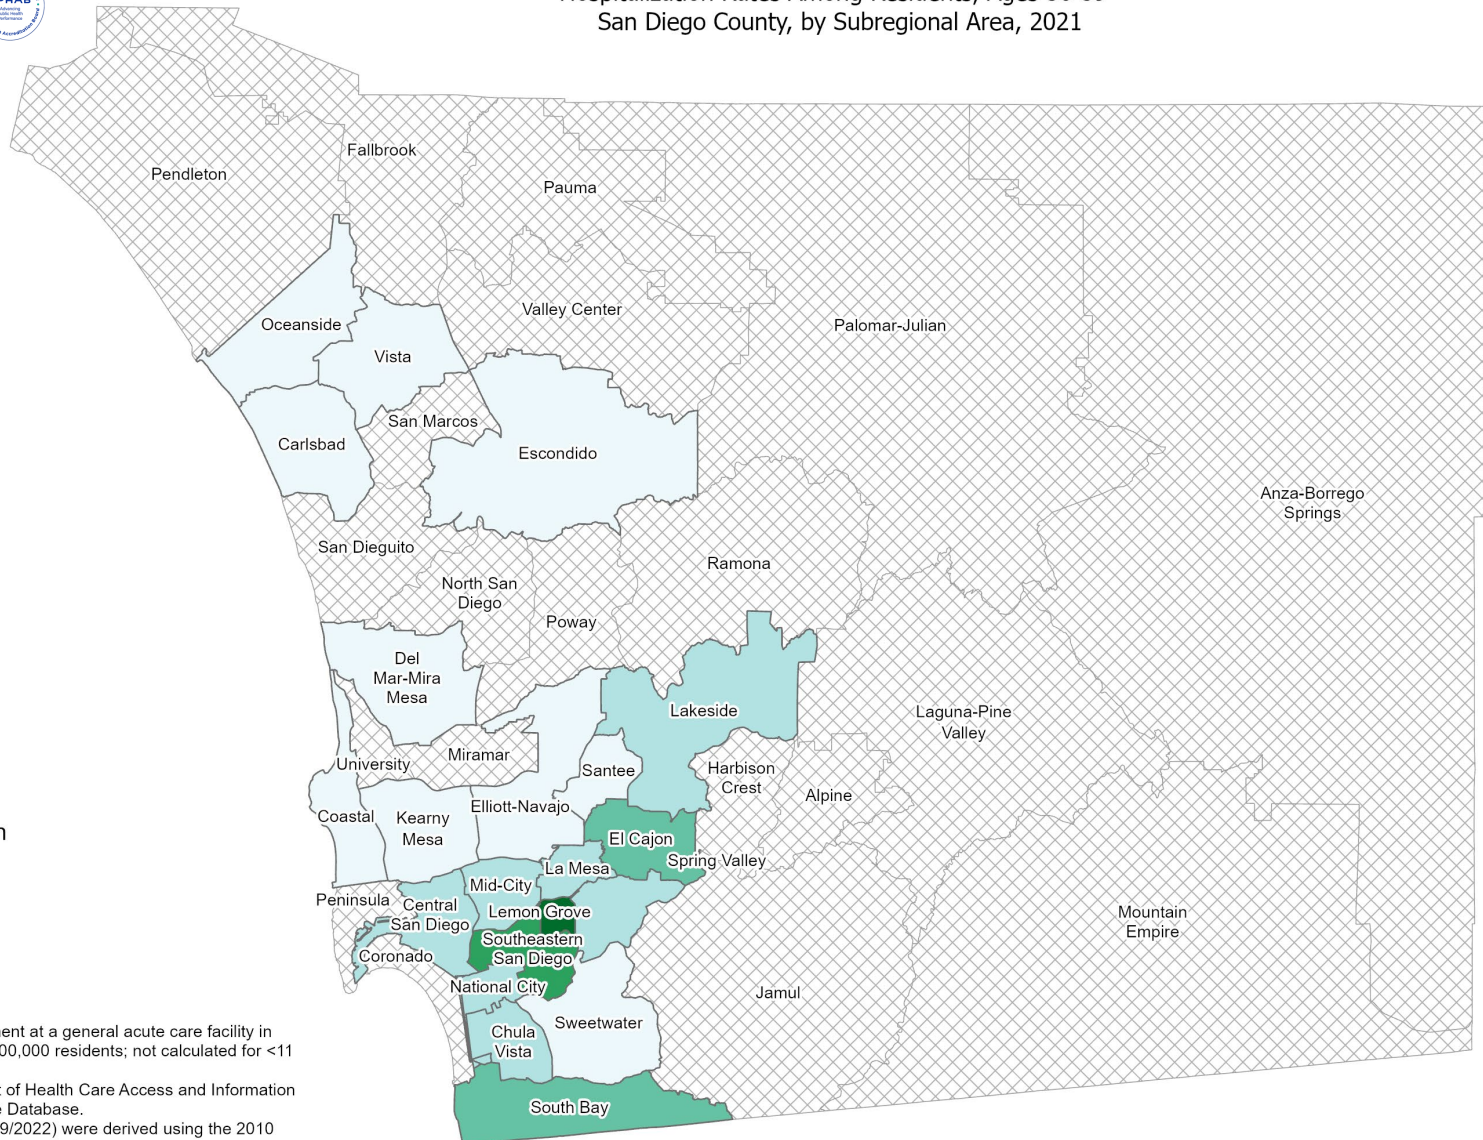 San Diego County, by Subregional Area, 2021
Fallbrook
Pendleton
Pauma
Valley Center
Oceanside
Palomar-Julian
Vista
San Marcos
Carlsbad
Escondido
Anza-Borrego
Springs
San Dieguito
Ramona
North San
Diego
Poway
Del
Mar-Mira
Mesa
Lakeside
Laguna-Pine
Valley
Miramar
University
Santee
Harbison
Crest
Alpine
Elliott-Navajo
Coastal
Kearny
Mesa
El Cajon
La Mesa
Spring Valley
Mid-City
Peninsula
Central
San Diego
Lemon Grove
Mountain
Empire
Southeastern
San Diego
Coronado
National City
Jamul
Sweetwater
Chula
Vista
South Bay
ent at a general acute care facility in
00,000 residents; not calculated for <11
of Health Care Access and Information
Database.
9/2022) were derived using the 2010